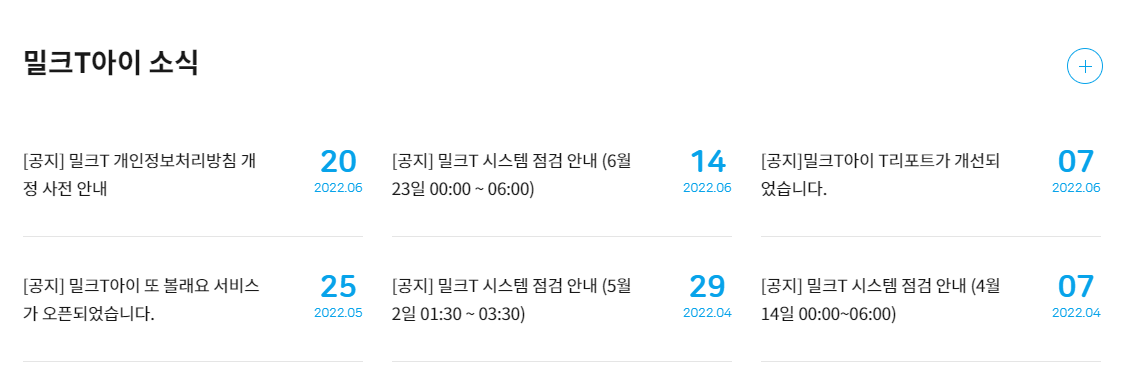 밀크T아이 소식
[공지] 밀크T 개인정보처리방침 개
정 사전 안내
20
2022.06
[공지] 밀크T 시스템 점검 안내 (6월
23일 00:00 ~ 06:00)
14
2022.06
[공지]밀크T아이 T리포트가 개선되
었습니다.
07
2022.06
[공지] 밀크T아이 또 볼래요 서비스
가 오픈되었습니다.
25
2022.05
[공지] 밀크T 시스템 점검 안내 (5월
2일 01:30 ~ 03:30)
29
2022.04
[공지] 밀크T 시스템 점검 안내 (4월
14일 00:00~06:00)
07
2022.04